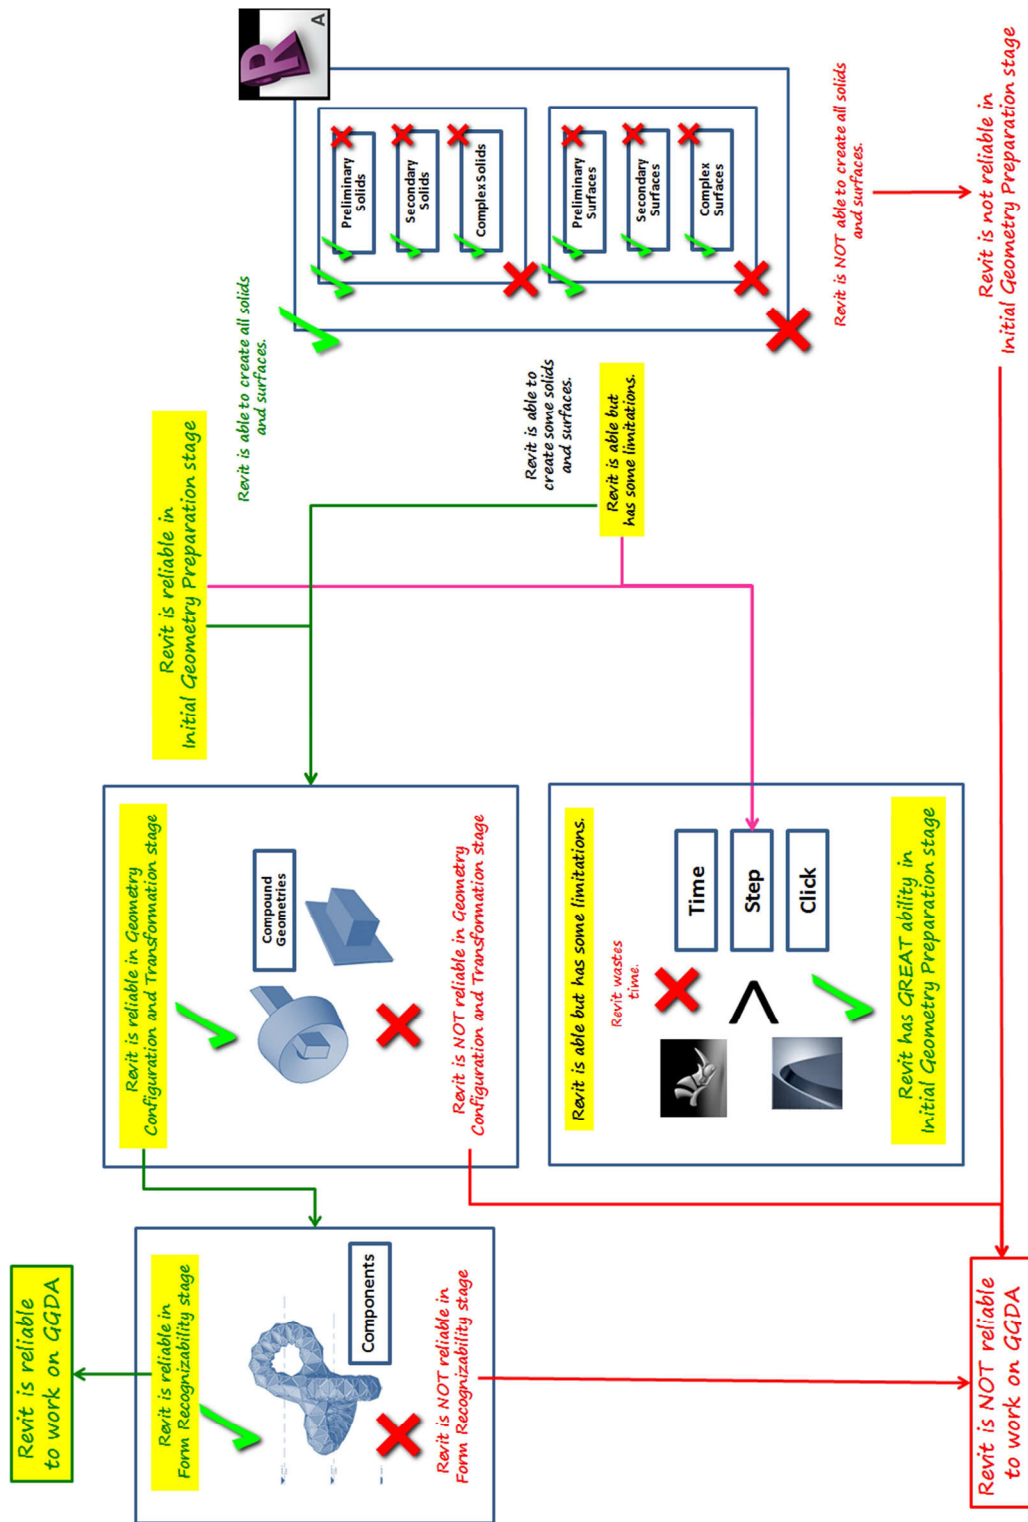 Revit is reliable
to work on GGDA
Revit is reliable in
Form Recognizability stage
Components
Revit is NOT reliable in
Form Recognizability stage
Revit is NOT reliable
to work on GGDA
Revit is reliable in Geometry
Configuration and Transformation stage
Compound
Geometries
Revit is NOT reliable in Geometry
Configuration and Transformation stage
Revit is able but has some limitations.
Revit wastes
time.
Time
Step
Click
>
Revit has GREAT ability in
Initial Geometry Preparation stage
Revit is reliable in
Initial Geometry Preparation stage
Revit is able to create all solids
and surfaces.
Revit is able to
create some solids
and surfaces.
Revit is able but
has some limitations.
R
A
Preliminary
Solids
Secondary
Solids
Complex Solids
Preliminary
Surfaces
Secondary
Surfaces
Complex
Surfaces
Revit is NOT able to create all solids
and surfaces.
Revit is not reliable in
Initial Geometry Preparation stage